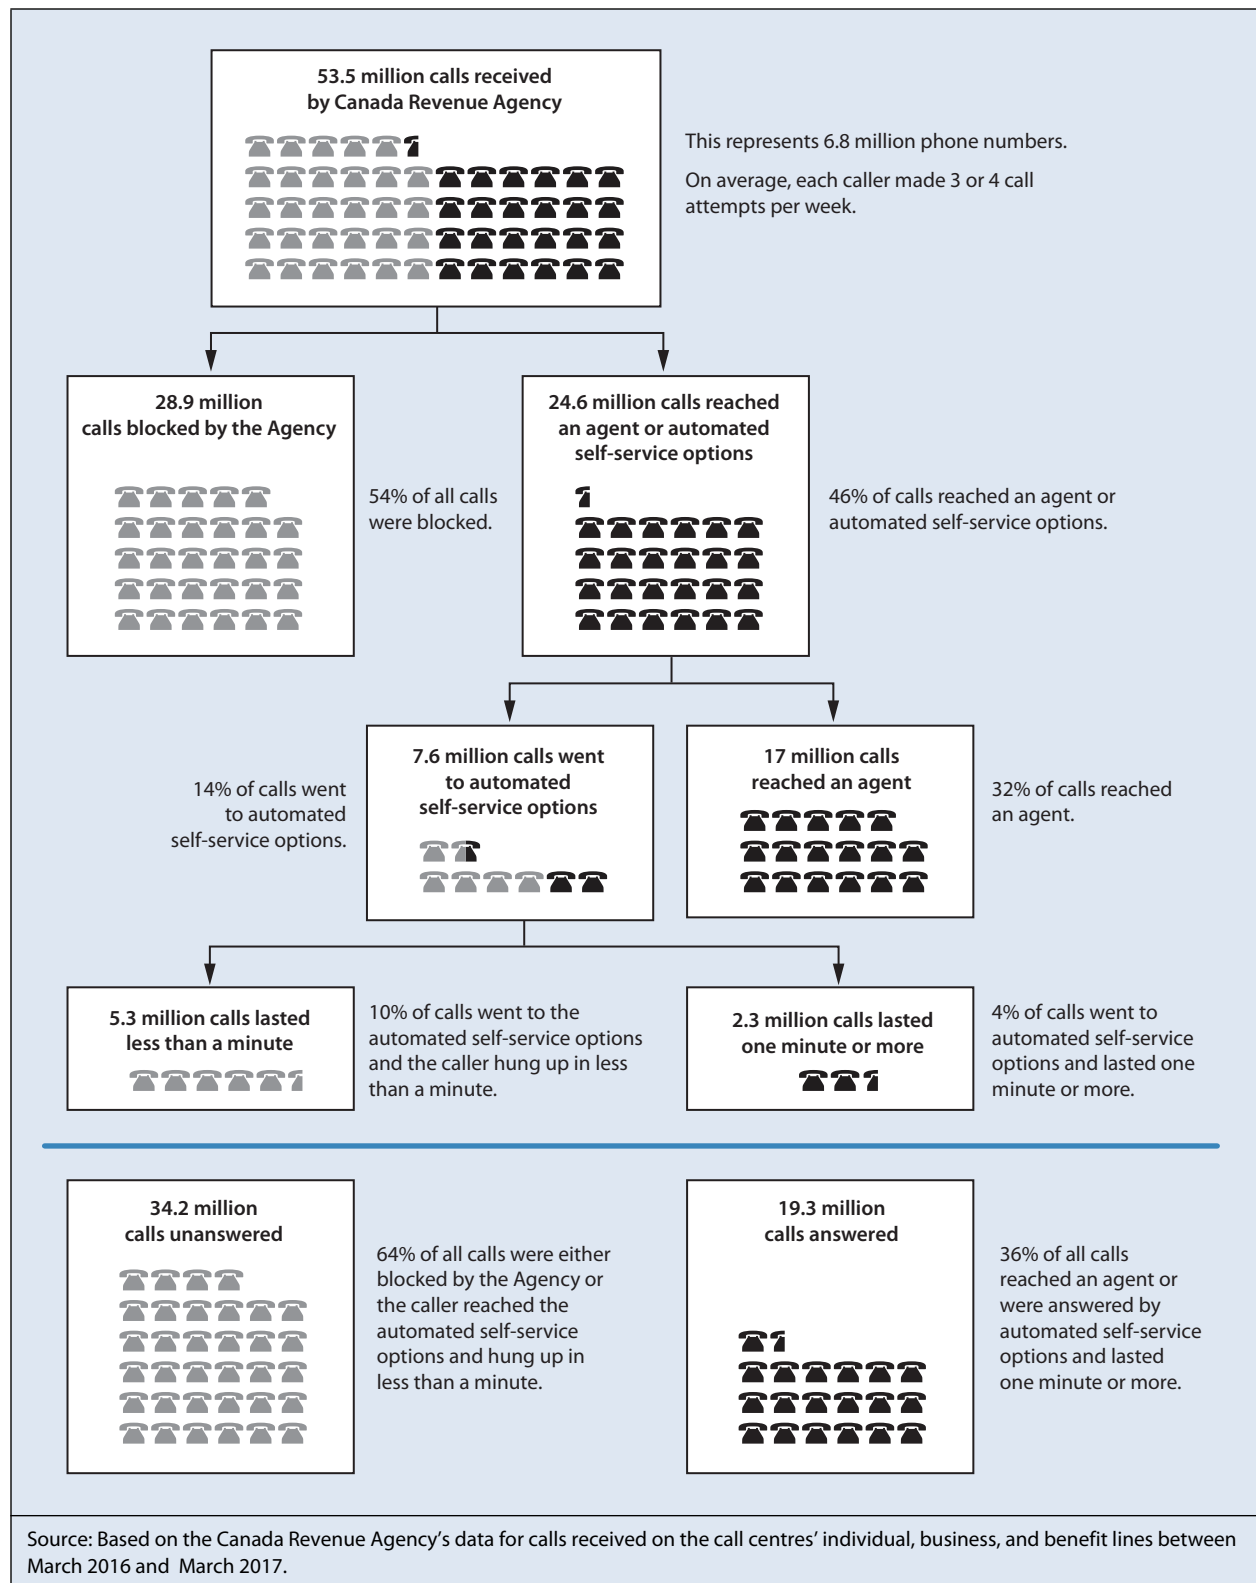 53.5 million calls received
by Canada Revenue Agency
This represents 6.8 million phone numbers.
On average, each caller made 3 or 4 call
attempts per week.
28.9 million
calls blocked by the Agency
54% of all calls
were blocked.
24.6 million calls reached
an agent or automated
self-service options
46% of calls reached an agent or
automated self-service options.
14% of calls went
to automated
self-service options.
7.6 million calls went
to automated
self-service options
17 million calls
reached an agent
32% of calls reached
an agent.
5.3 million calls lasted
less than a minute
10% of calls went to the
automated self-service options
and the caller hung up in less
than a minute.
2.3 million calls lasted
one minute or more
4% of calls went to
automated self-service
options and lasted one
minute or more.
34.2 million
calls unanswered
64% of all calls were either
blocked by the Agency or
the caller reached the
automated self-service
options and hung up in
less than a minute.
19.3 million
calls answered
36% of all calls
reached an agent or
were answered by
automated self-service
options and lasted
one minute or more.
Source: Based on the Canada Revenue Agency’s data for calls received on the call centres’ individual, business, and benefit lines between
March 2016 and March 2017.